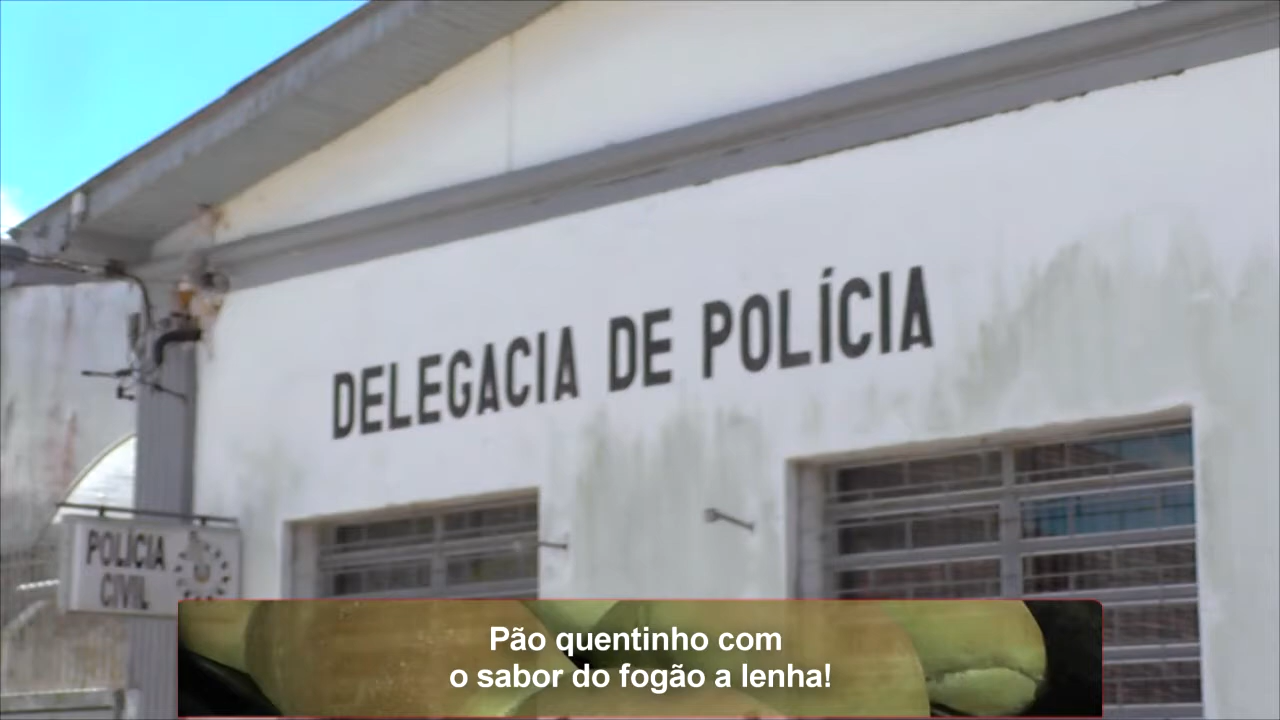 DELEGACIA DE POLÍCIA
POLÍCIA
CIVIL
Pão quentinho com
o sabor do fogão a lenha!